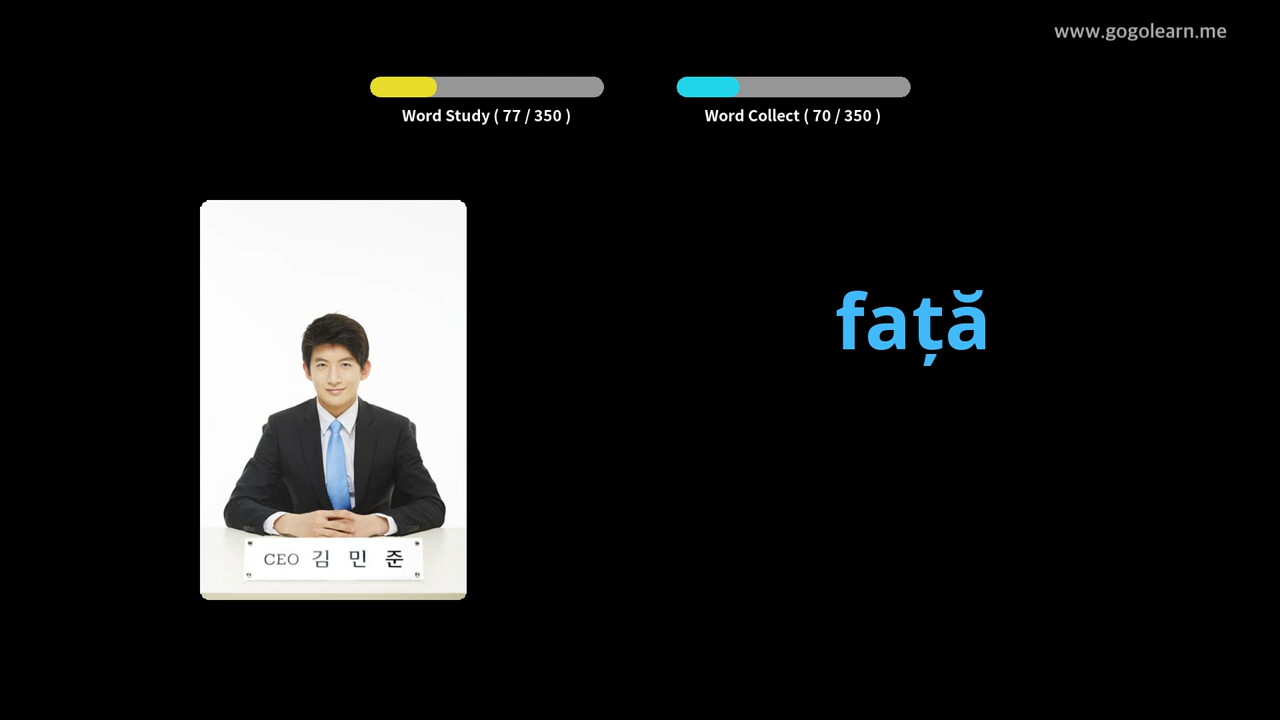 www.gogolearn.me
Word Study ( 77 / 350 )
Word Collect ( 70 / 350 )
față
CEO 김 민 준